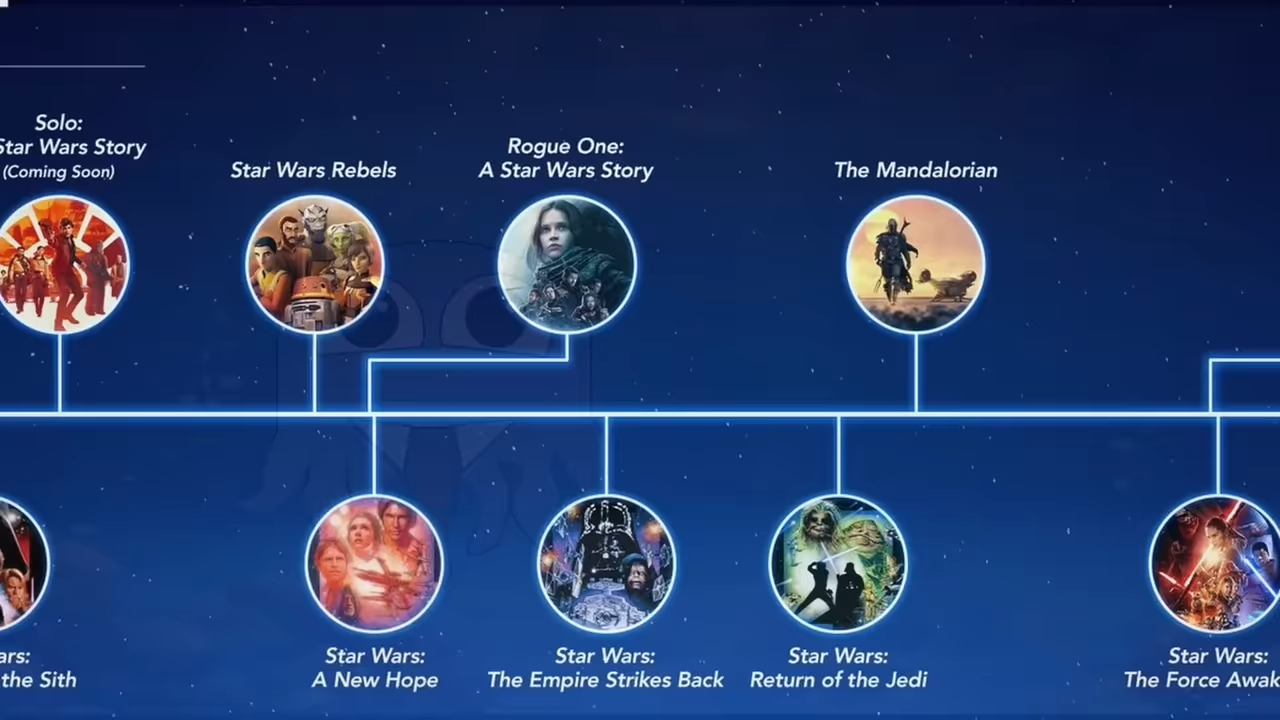 Solo:
Star Wars Story
(Coming Soon)
Star Wars Rebels
Rogue One:
A Star Wars Story
The Mandalorian
ars:
the Sith
Star Wars:
A New Hope
Star Wars:
The Empire Strikes Back
Star Wars:
Return of the Jedi
Star Wars:
The Force Awak